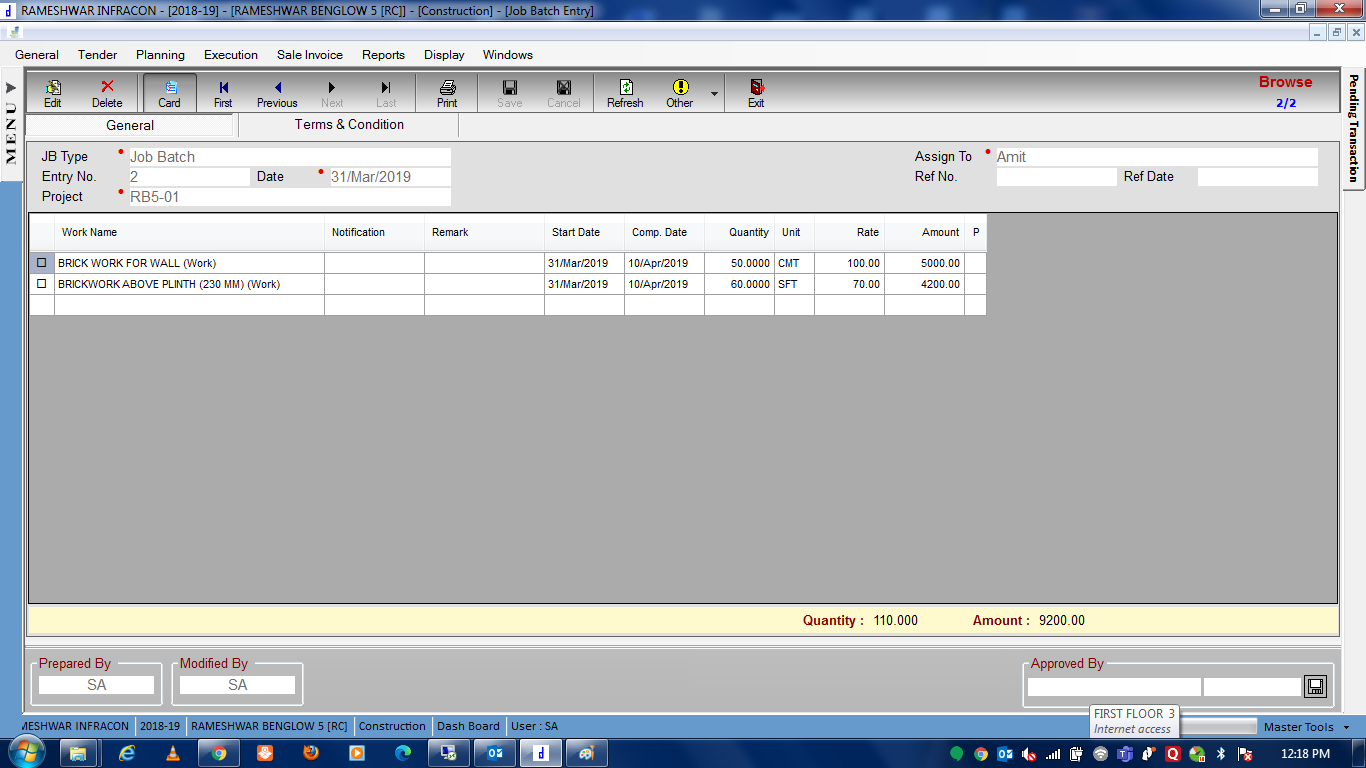 RAMESHWAR INFRACON - [2018-19] - [RAMESHWAR BENGLOW 5 [RC]] - [Construction] - [Job Batch Entry]
General Tender Planning Execution Sale Invoice Reports Display Windows
MENU
Edit Delete Card First Previous Next Last Print Save Cancel Refresh Other Exit
Browse
2/2
Pending Transaction
General Terms & Condition
JB Type Job Batch Assign To Amit
Entry No. 2 Date 31/Mar/2019 Ref No. Ref Date
Project RB5-01
Work Name Notification Remark Start Date Comp. Date Quantity Unit Rate Amount P
BRICK WORK FOR WALL (Work) 31/Mar/2019 10/Apr/2019 50.0000 CMT 100.00 5000.00
BRICKWORK ABOVE PLINTH (230 MM) (Work) 31/Mar/2019 10/Apr/2019 60.0000 SFT 70.00 4200.00
Quantity : 110.000 Amount : 9200.00
Prepared By Modified By Approved By
SA SA
FIRST FLOOR 3
Internet access
MESHWAR INFRACON 2018-19 RAMESHWAR BENGLOW 5 [RC] Construction Dash Board User : SA Master Tools
12:18 PM